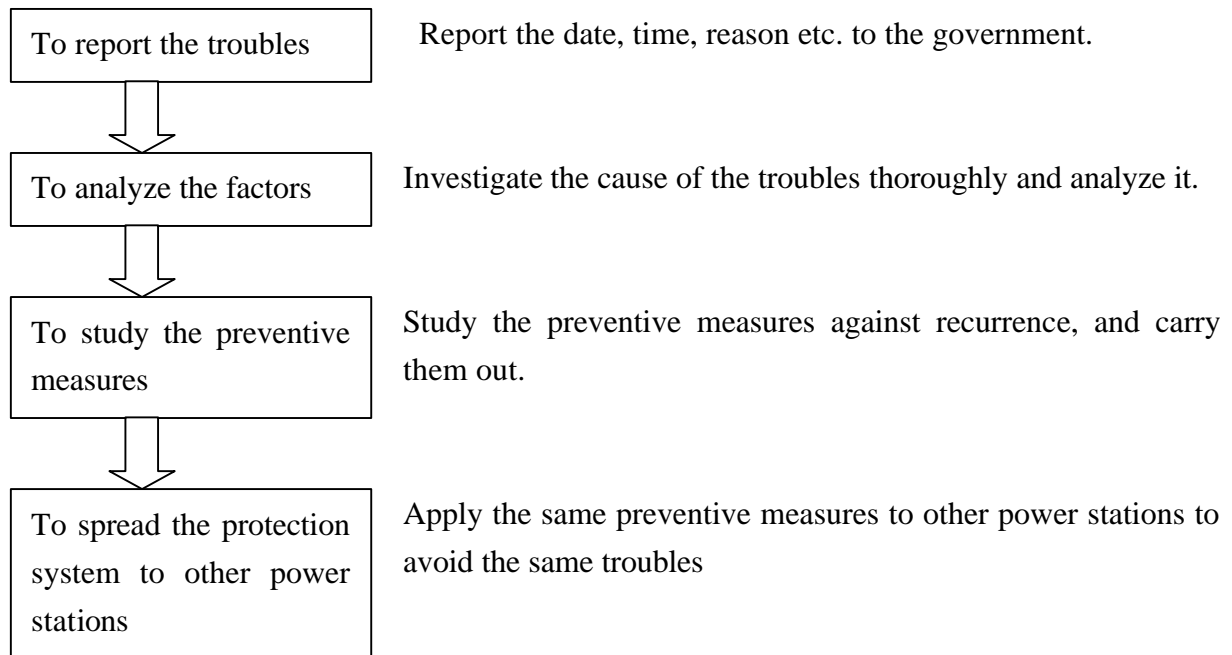 To report the troubles
Report the date, time, reason etc. to the government.
To analyze the factors
Investigate the cause of the troubles thoroughly and analyze it.
To study the preventive
measures
Study the preventive measures against recurrence, and carry
them out.
To spread the protection
system to other power
stations
Apply the same preventive measures to other power stations to
avoid the same troubles